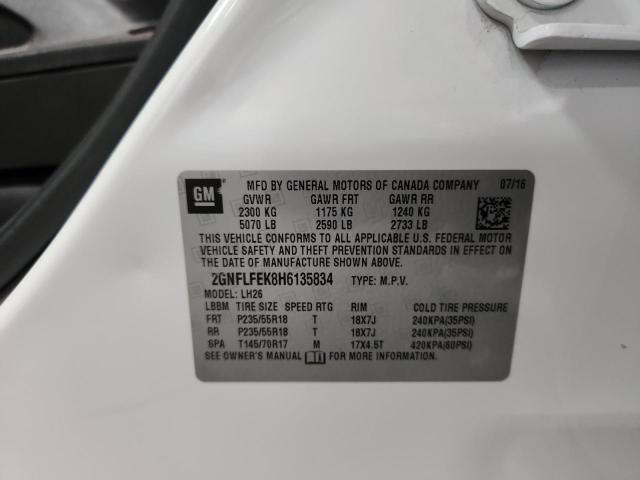 GM
MFD BY GENERAL MOTORS OF CANADA COMPANY 07/16
GVWR GAWR FRT GAWR RR
2300 KG 1175 KG 1240 KG
5070 LB 2590 LB 2733 LB
THIS VEHICLE CONFORMS TO ALL APPLICABLE U.S. FEDERAL MOTOR
VEHICLE SAFETY AND THEFT PREVENTION STANDARDS IN EFFECT ON
THE DATE OF MANUFACTURE SHOWN ABOVE.
2GNFLFEK8H6135834 TYPE: M.P.V.
MODEL: LH26
LBBM TIRE SIZE SPEED RTG RIM COLD TIRE PRESSURE
FRT P235/55R18 T 18X7J 240KPA(35PSI)
RR P235/55R18 T 18X7J 240KPA(35PSI)
SPA T145/70R17 M 17X4.5T 420KPA(60PSI)
SEE OWNER'S MANUAL FOR MORE INFORMATION.